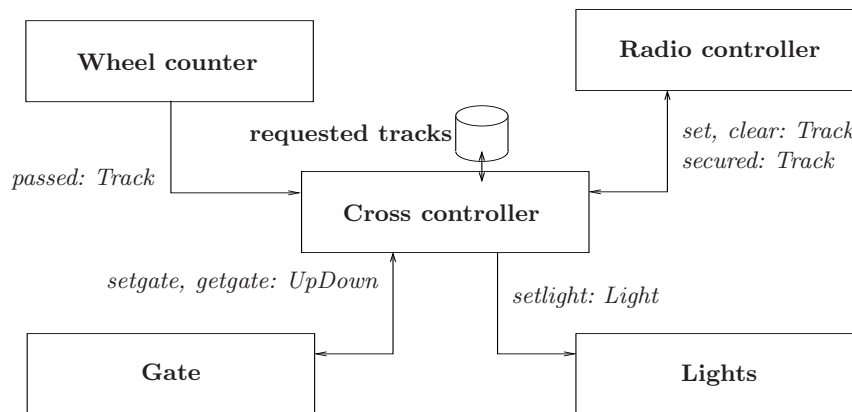 Wheel counter
Radio controller
requested tracks
set, clear: Track
secured: Track
passed: Track
Cross controller
setgate, getgate: UpDown
setlight: Light
Gate
Lights